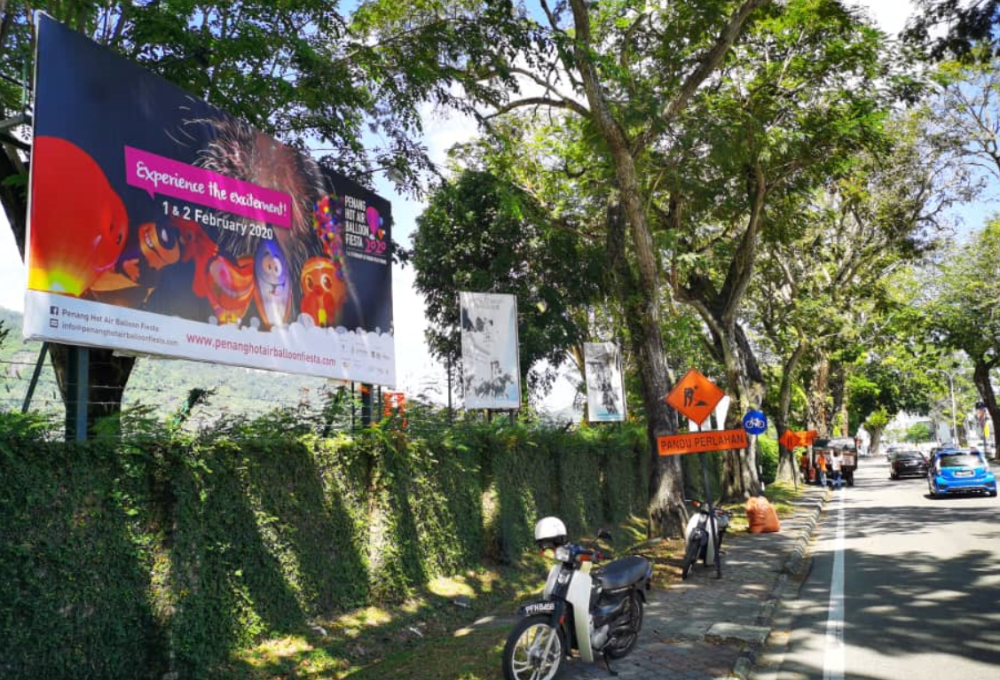 Experience the excitement!
1 & 2 February 2020
PENANG
HOT AIR
BALLOON
FIESTA
2020
Penang Hot Air Balloon Fiesta
info@penanghotairballoonfiesta.com
www.penanghotairballoonfiesta.com
PANDU PERLAHAN